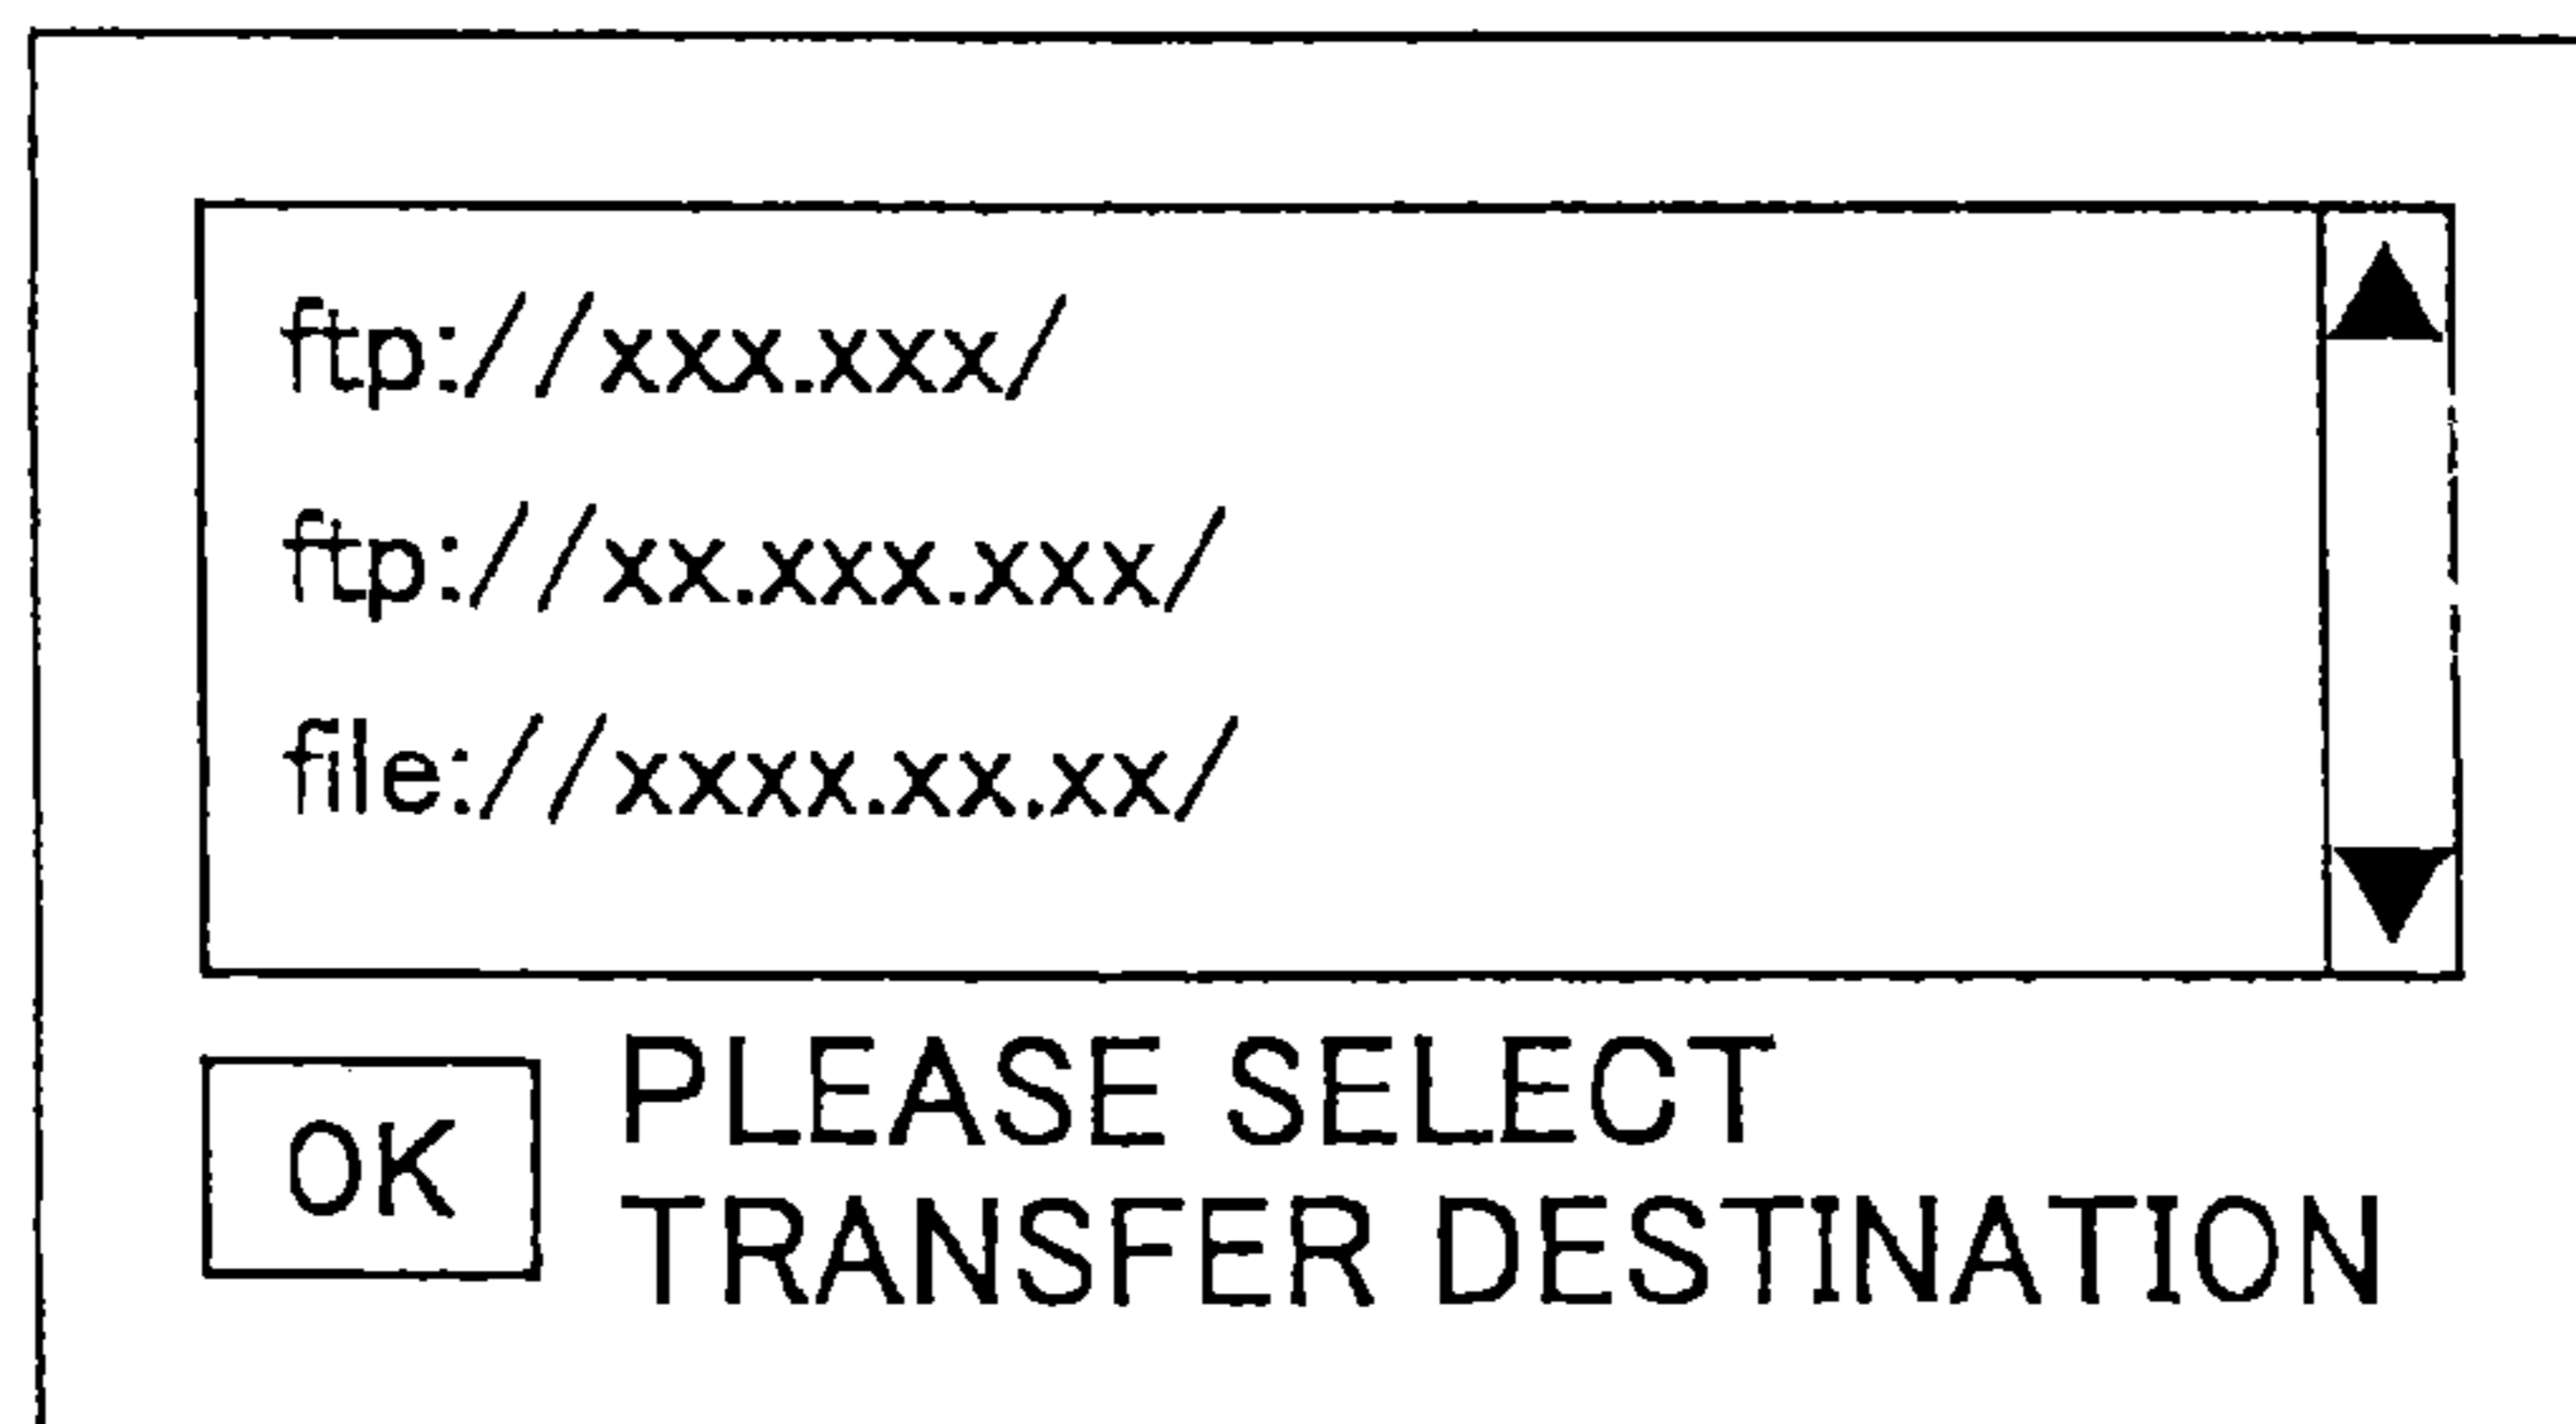 ftp://xxx.xxx/
ftp://xx.xxx.xxx/
file://xxxx.xx.xx/
OK
PLEASE SELECT
TRANSFER DESTINATION